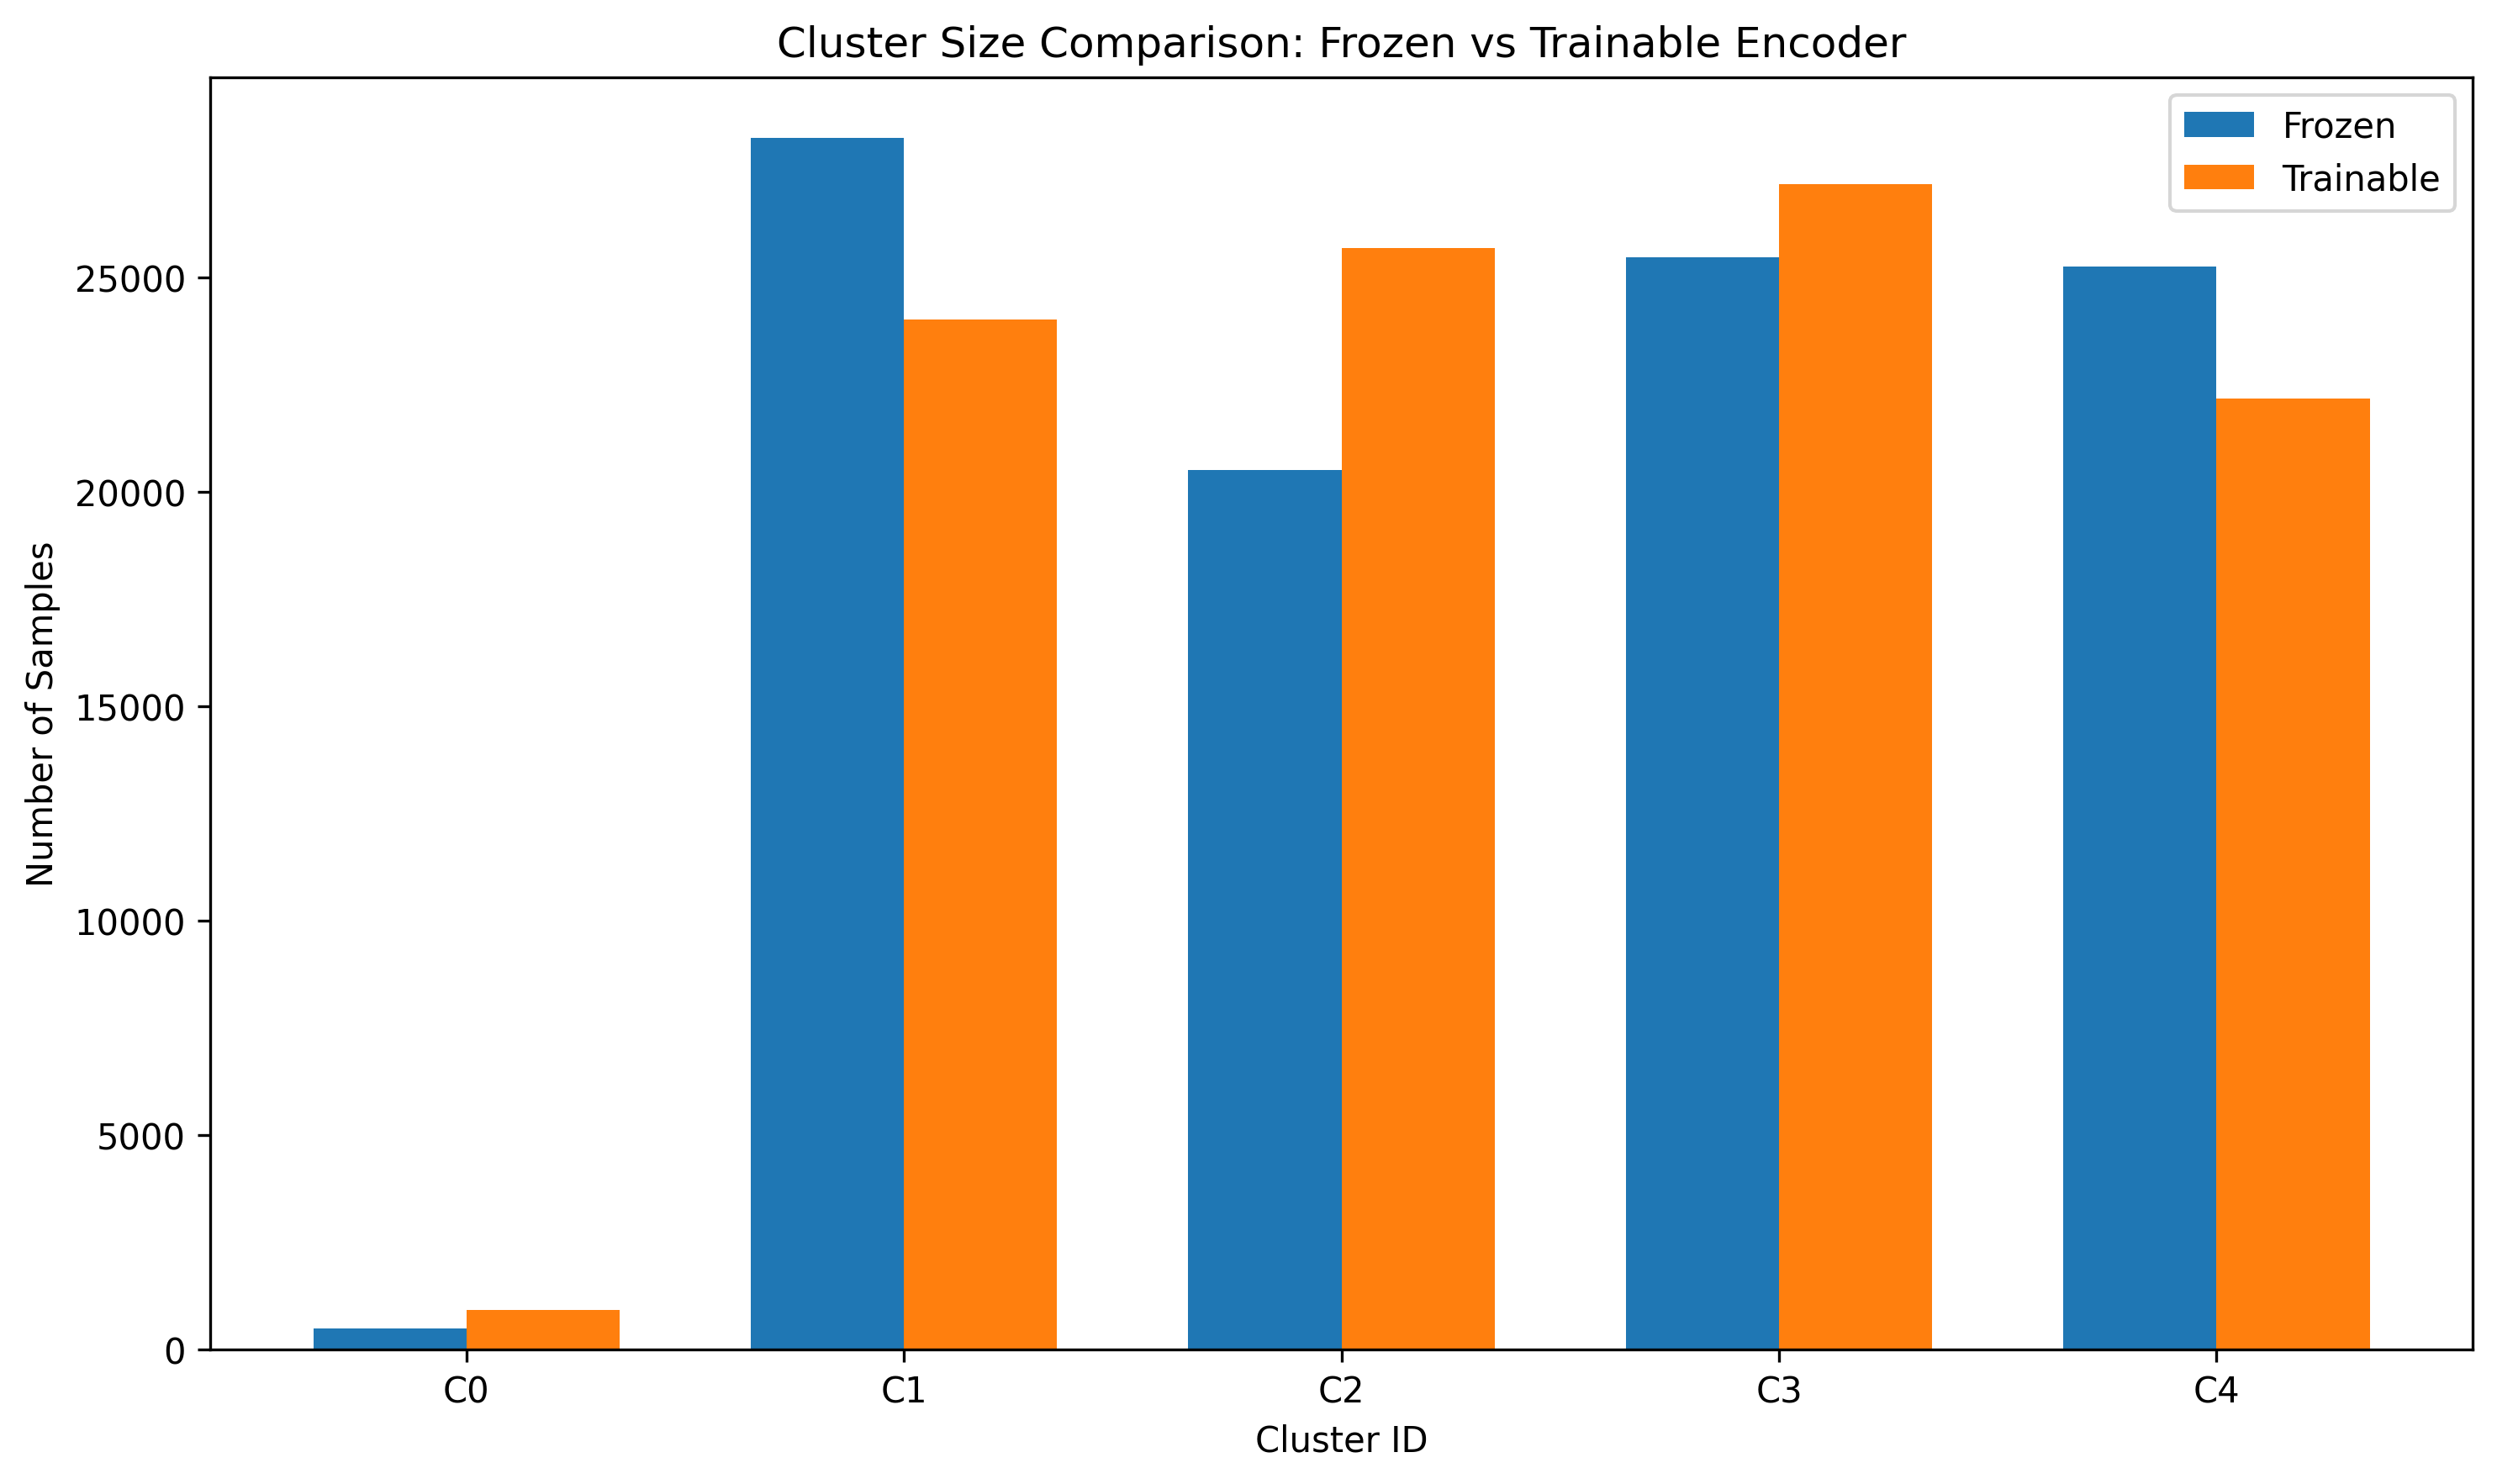 Cluster Size Comparison: Frozen vs Trainable Encoder
Frozen
Trainable
Number of Samples
25000
20000
15000
10000
5000
0
C0 C1 C2 C3 C4
Cluster ID